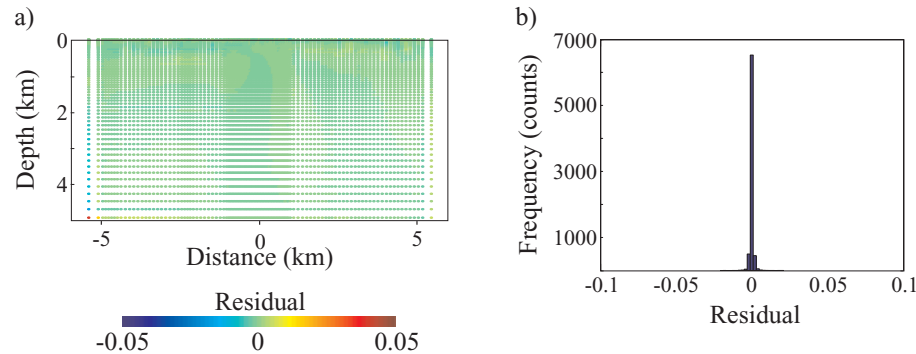 a)
0
2
4
Depth (km)
-5
0
5
Distance (km)
Residual
-0.05
0
0.05
b)
7000
5000
3000
1000
Frequency (counts)
-0.1
-0.05
0
0.05
0.1
Residual